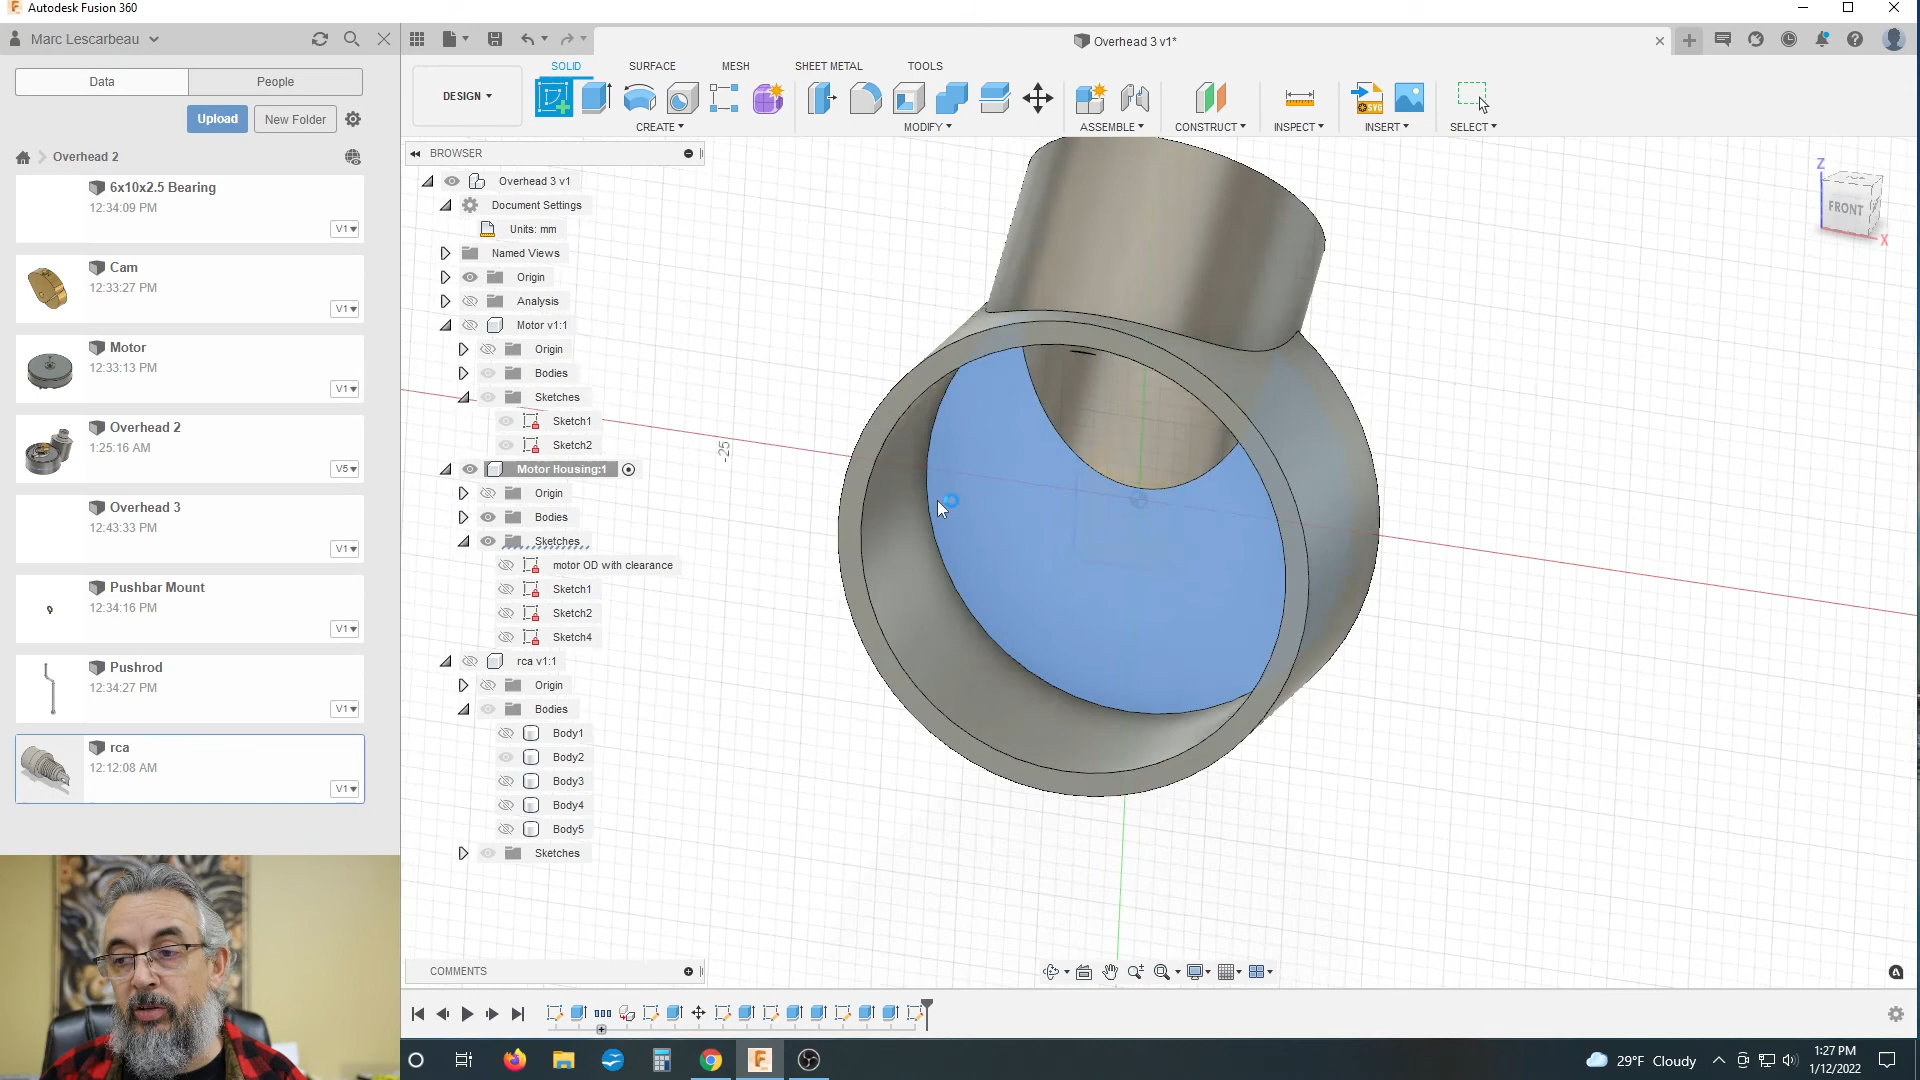 Autodesk Fusion 360
Marc Lescarbeau
Overhead 3 v1*
Data
People
Upload
New Folder
Overhead 2
6x10x2.5 Bearing
12:34:09 PM
V1
Cam
12:33:27 PM
V1
Motor
12:33:13 PM
V1
Overhead 2
1:25:16 AM
V5
Overhead 3
12:43:33 PM
V1
Pushbar Mount
12:34:16 PM
V1
Pushrod
12:34:27 PM
V1
rca
12:12:08 AM
V1
SOLID
SURFACE
MESH
SHEET METAL
TOOLS
DESIGN
CREATE
MODIFY
ASSEMBLE
CONSTRUCT
INSPECT
INSERT
SELECT
BROWSER
Overhead 3 v1
Document Settings
Units: mm
Named Views
Origin
Analysis
Motor v1:1
Origin
Bodies
Sketches
Sketch1
Sketch2
Motor Housing:1
Origin
Bodies
Sketches
motor OD with clearance
Sketch1
Sketch2
Sketch4
rca v1:1
Origin
Bodies
Body1
Body2
Body3
Body4
Body5
Sketches
-25
Z
FRONT
X
COMMENTS
29°F Cloudy
1:27 PM
1/12/2022